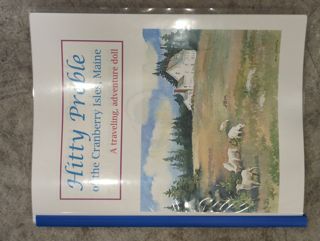 Hitty Preble
of the Cranberry Isles, Maine
A traveling, adventure doll